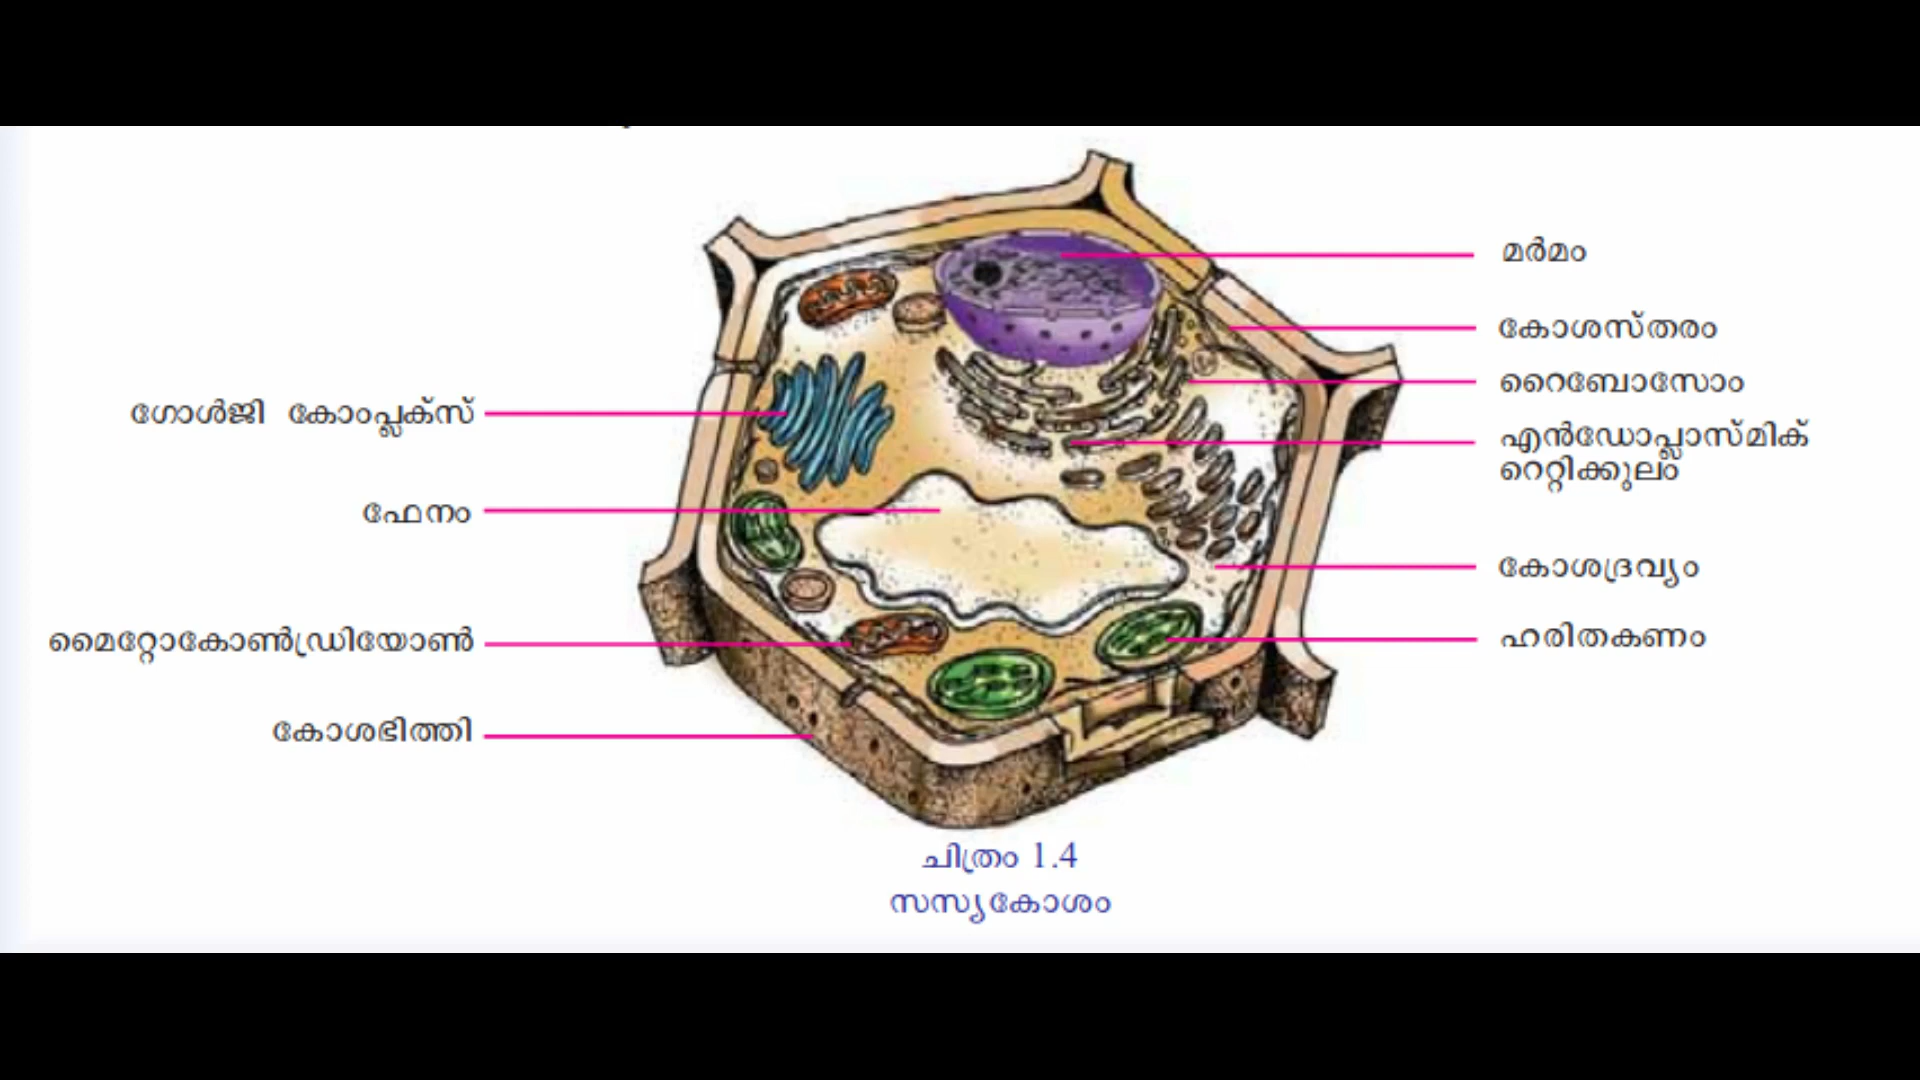 മർമം
കോശസ്തരം
റൈബോസോം
ഗോൾജി കോംപ്ലക്സ്
എൻഡോപ്ലാസ്മിക്
റെറ്റിക്കുലം
ഫേനം
കോശദ്രവ്യം
മൈറ്റോകോൺഡ്രിയോൺ
ഹരിതകണം
കോശഭിത്തി
ചിത്രം 1.4
സസ്യകോശം